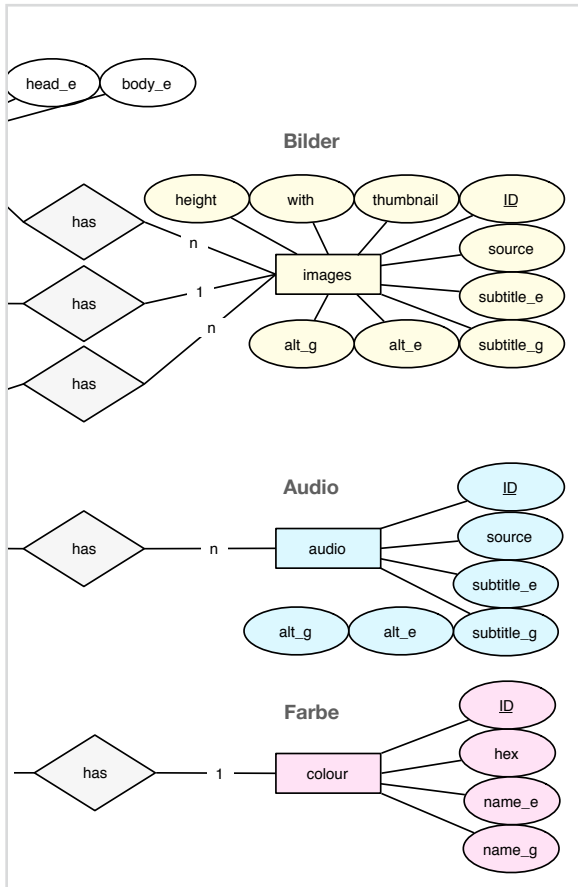 head_e body_e
Bilder
height with thumbnail ID
has
n
source
images
has
1
subtitle_e
n
alt_g alt_e subtitle_g
has
Audio
ID
source
has n audio
subtitle_e
alt_g alt_e subtitle_g
Farbe
ID
hex
has 1 colour
name_e
name_g